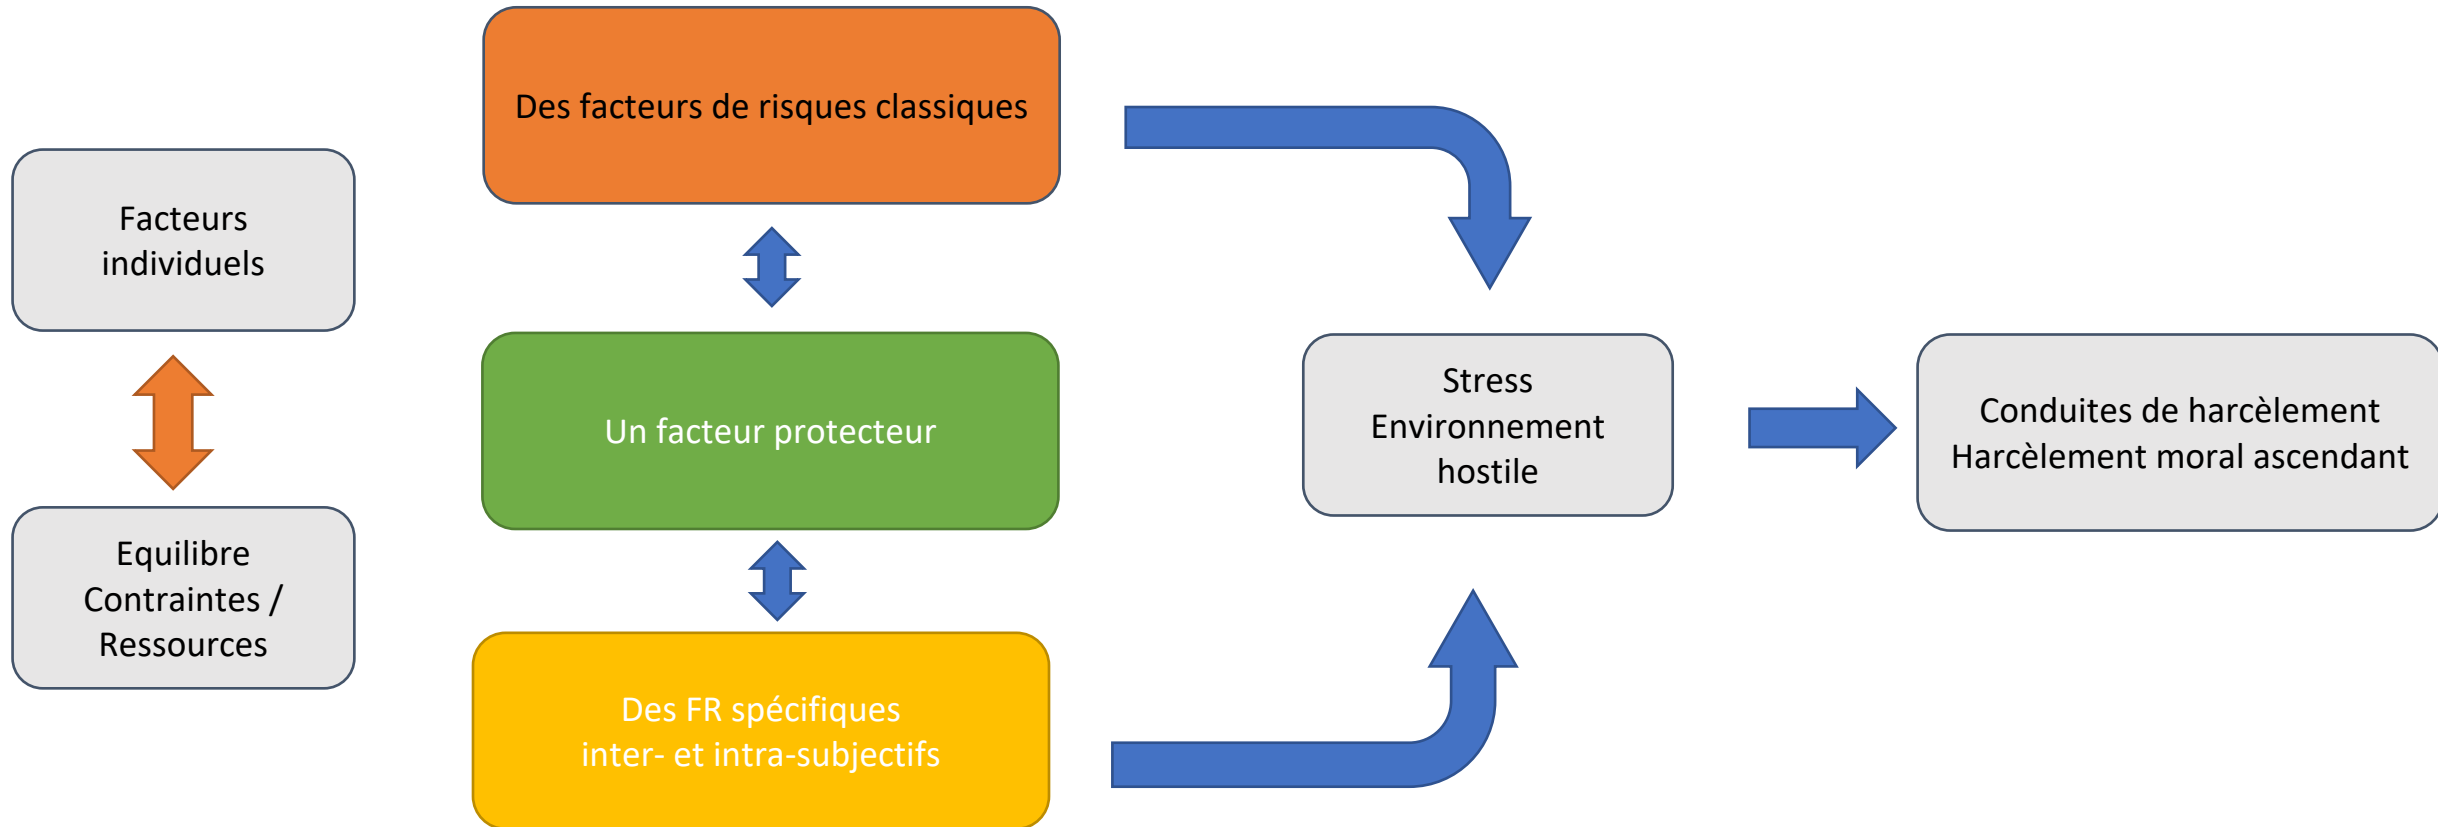 Facteurs
individuels
Equilibre
Contraintes /
Ressources
Des facteurs de risques classiques
Un facteur protecteur
Des FR spécifiques
inter- et intra-subjectifs
Stress
Environnement
hostile
Conduites de harcèlement
Harcèlement moral ascendant